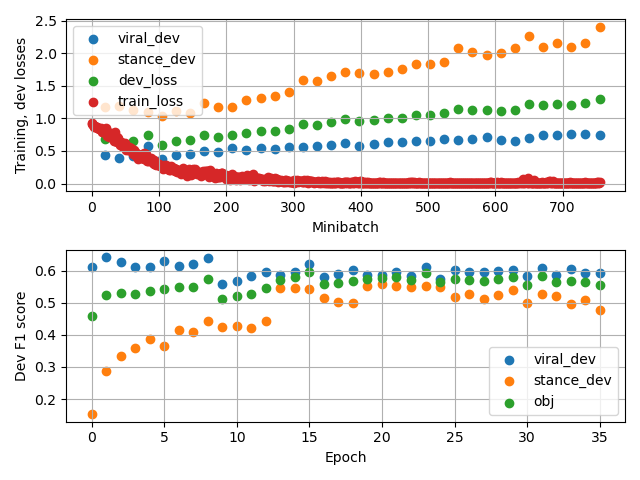 Training, dev losses
2.5
2.0
1.5
1.0
0.5
0.0
viral_dev
stance_dev
dev_loss
train_loss
0 100 200 300 400 500 600 700
Minibatch
Dev F1 score
0.6
0.5
0.4
0.3
0.2
viral_dev
stance_dev
obj
0 5 10 15 20 25 30 35
Epoch